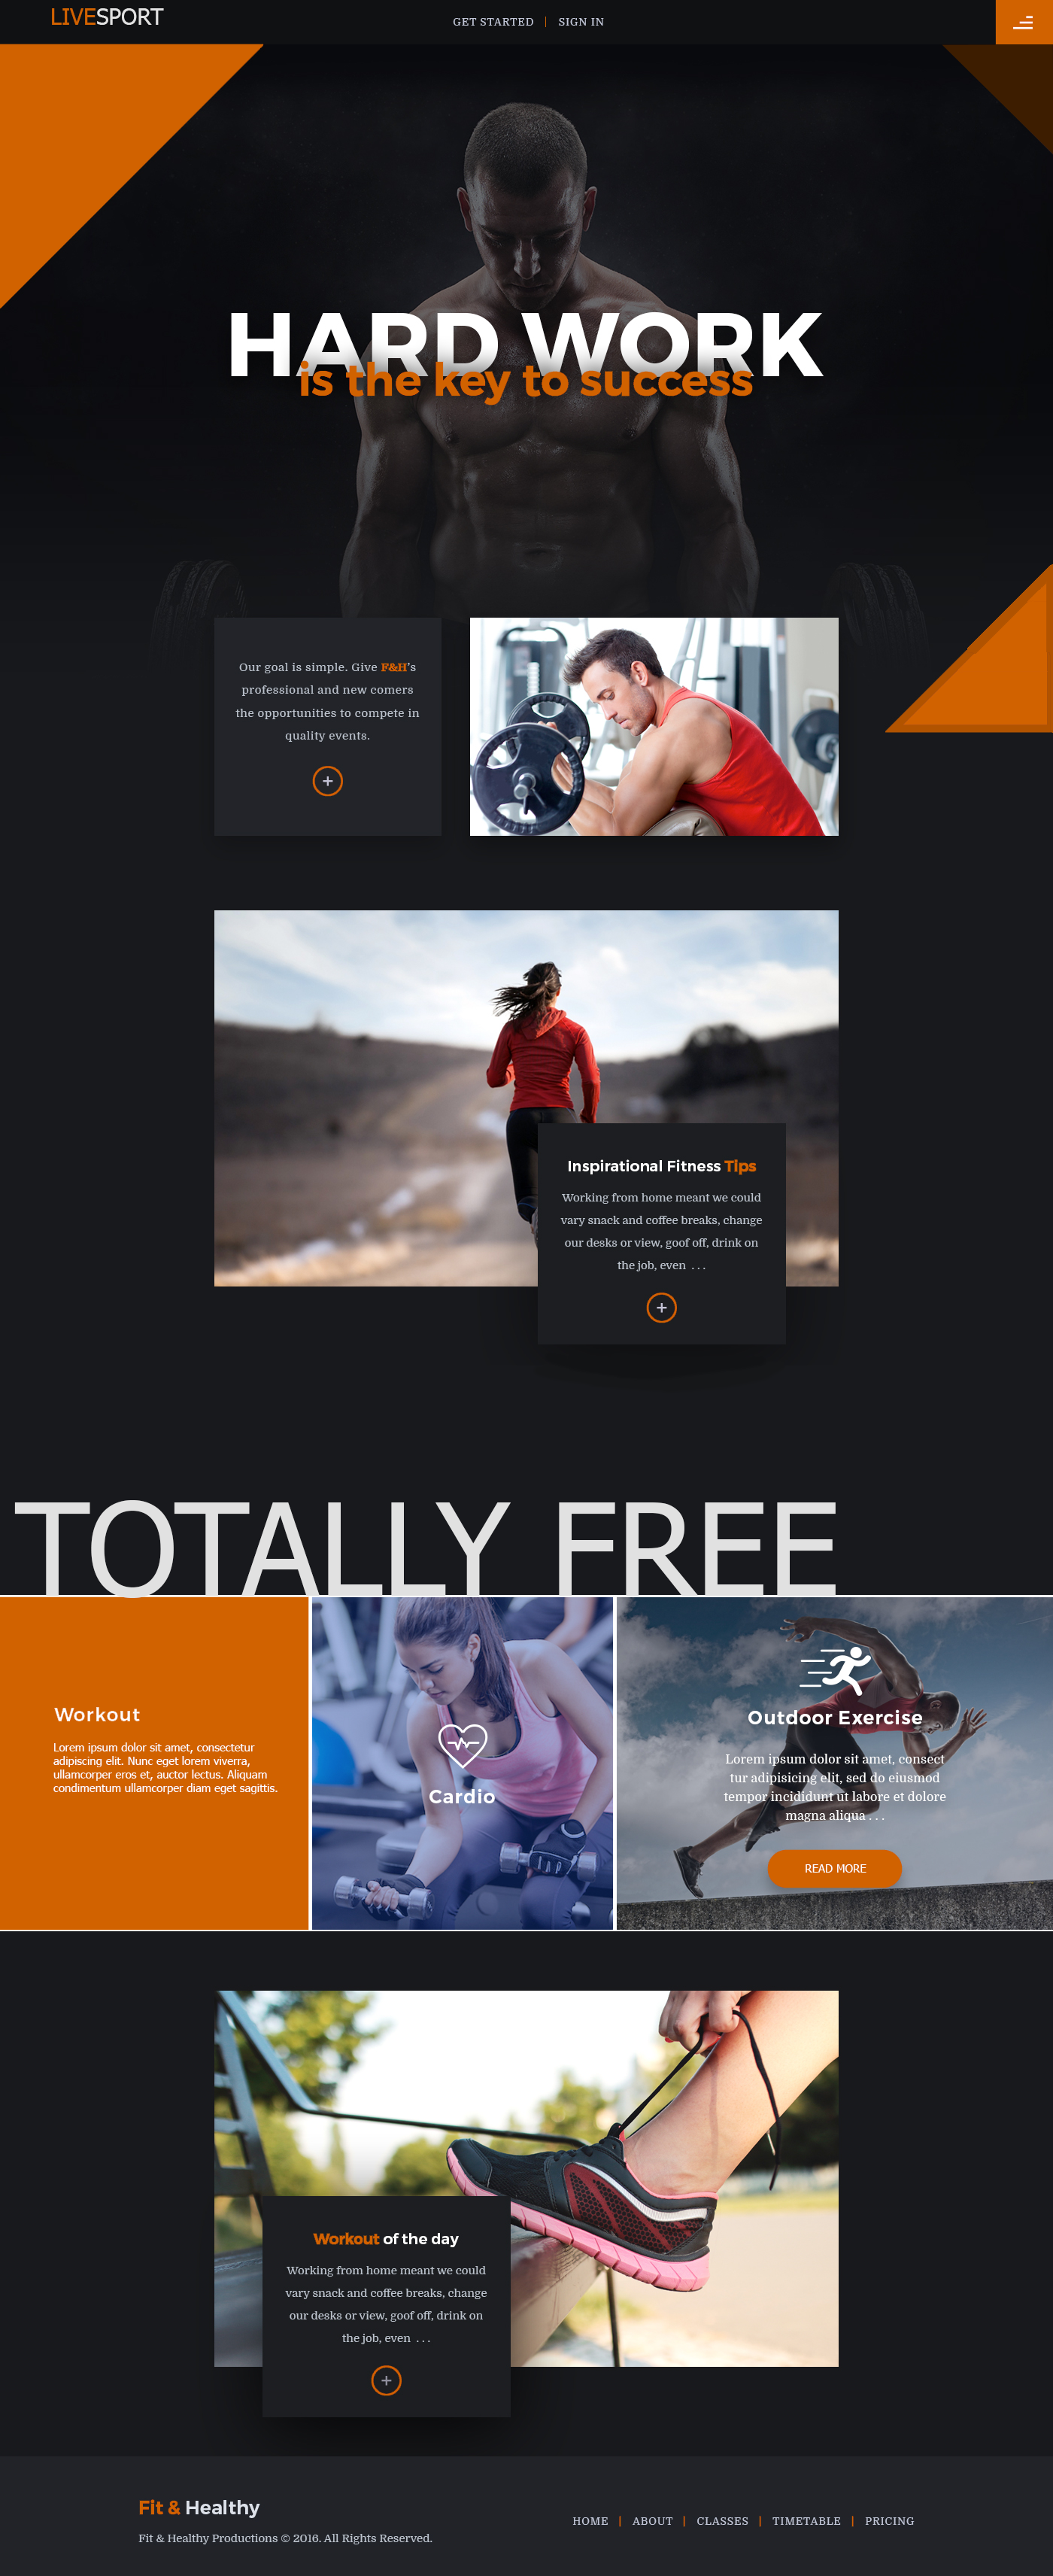 LIVESPORT
GET STARTED | SIGN IN
HARD WORK
is the key to success
Our goal is simple. Give F&H's
professional and new comers
the opportunities to compete in
quality events.
+
Inspirational Fitness Tips
Working from home meant we could
vary snack and coffee breaks, change
our desks or view, goof off, drink on
the job, even . . .
+
TOTALLY FREE
Workout
Lorem ipsum dolor sit amet, consectetur
adipiscing elit. Nunc eget lorem viverra,
ullamcorper eros et, auctor lectus. Aliquam
condimentum ullamcorper diam eget sagittis.
Cardio
Outdoor Exercise
Lorem ipsum dolor sit amet, consect
tur adipisicing elit, sed do eiusmod
tempor incididunt ut labore et dolore
magna aliqua . . .
READ MORE
Workout of the day
Working from home meant we could
vary snack and coffee breaks, change
our desks or view, goof off, drink on
the job, even . . .
+
Fit & Healthy
Fit & Healthy Productions © 2016. All Rights Reserved.
HOME | ABOUT | CLASSES | TIMETABLE | PRICING